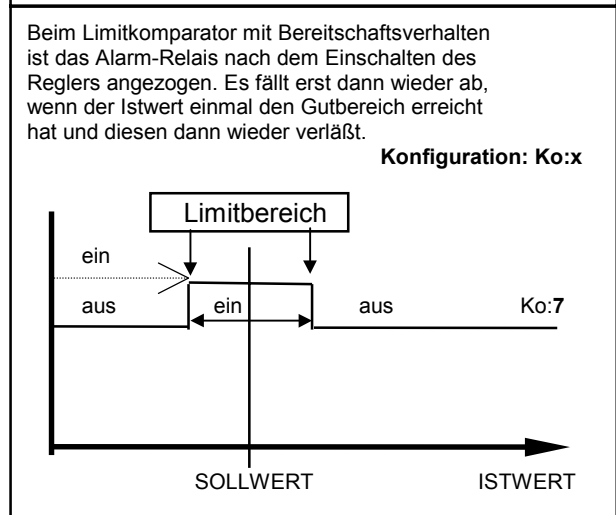 Beim Limitkomparator mit Bereitschaftsverhalten
ist das Alarm-Relais nach dem Einschalten des
Reglers angezogen. Es fällt erst dann wieder ab,
wenn der Istwert einmal den Gutbereich erreicht
hat und diesen dann wieder verläßt.
Konfiguration: Ko:x
Limitbereich
ein
aus ein aus Ko:7
SOLLWERT ISTWERT